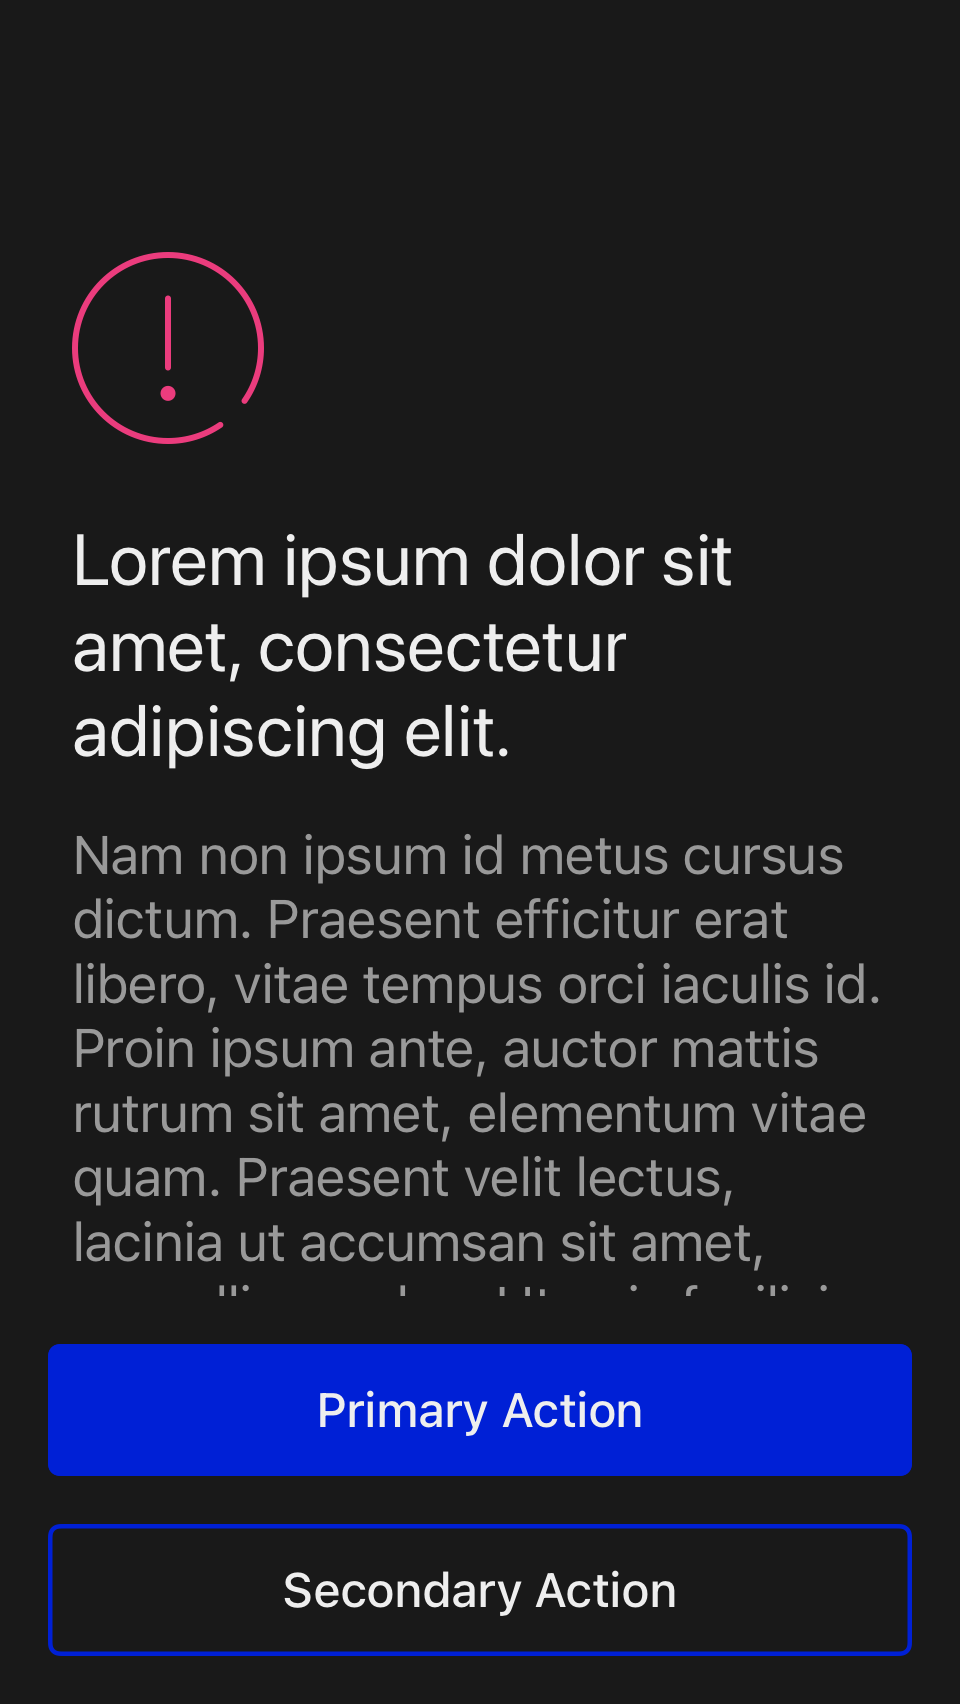 Lorem ipsum dolor sit
amet, consectetur
adipiscing elit.
Nam non ipsum id metus cursus
dictum. Praesent efficitur erat
libero, vitae tempus orci iaculis id.
Proin ipsum ante, auctor mattis
rutrum sit amet, elementum vitae
quam. Praesent velit lectus,
lacinia ut accumsan sit amet,
Primary Action
Secondary Action